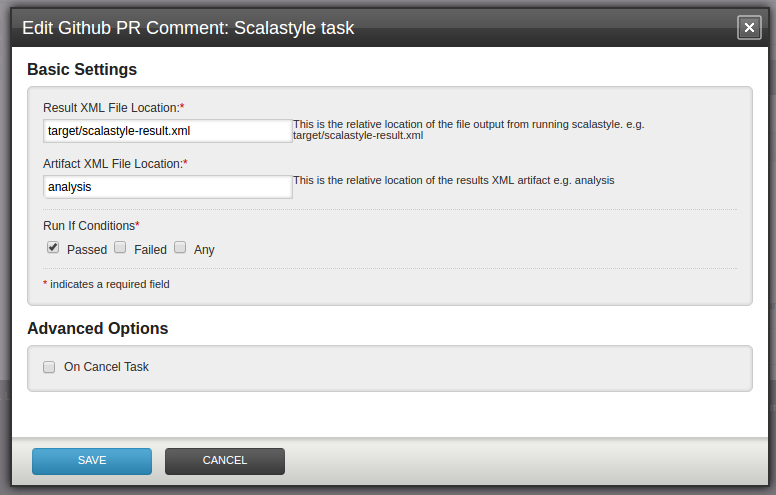 Edit Github PR Comment: Scalastyle task
Basic Settings
Result XML File Location:*
target/scalastyle-result.xml
This is the relative location of the file output from running scalastyle. e.g.
target/scalastyle-result.xml
Artifact XML File Location:*
analysis
This is the relative location of the results XML artifact e.g. analysis
Run If Conditions*
Passed Failed Any
* indicates a required field
Advanced Options
On Cancel Task
SAVE CANCEL